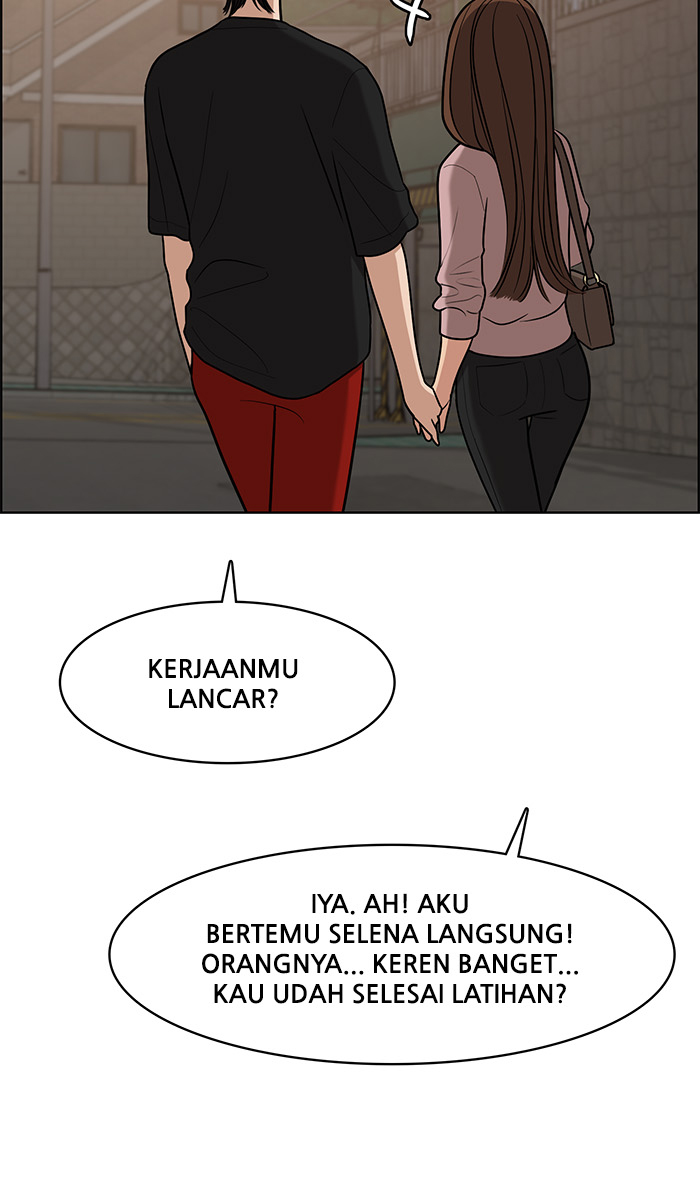 KERJAANMU
LANCAR?
IYA. AH! AKU
BERTEMU SELENA LANGSUNG!
ORANGNYA... KEREN BANGET...
KAU UDAH SELESAI LATIHAN?